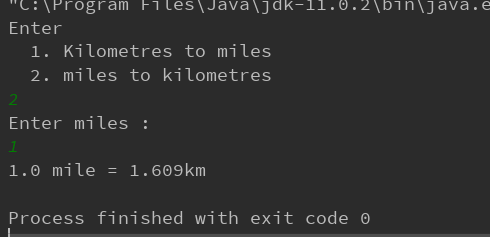 "C:\Program Files\Java\jdk-11.0.2\bin\java.e
Enter
  1. Kilometres to miles
  2. miles to kilometres
2
Enter miles :
1
1.0 mile = 1.609km

Process finished with exit code 0